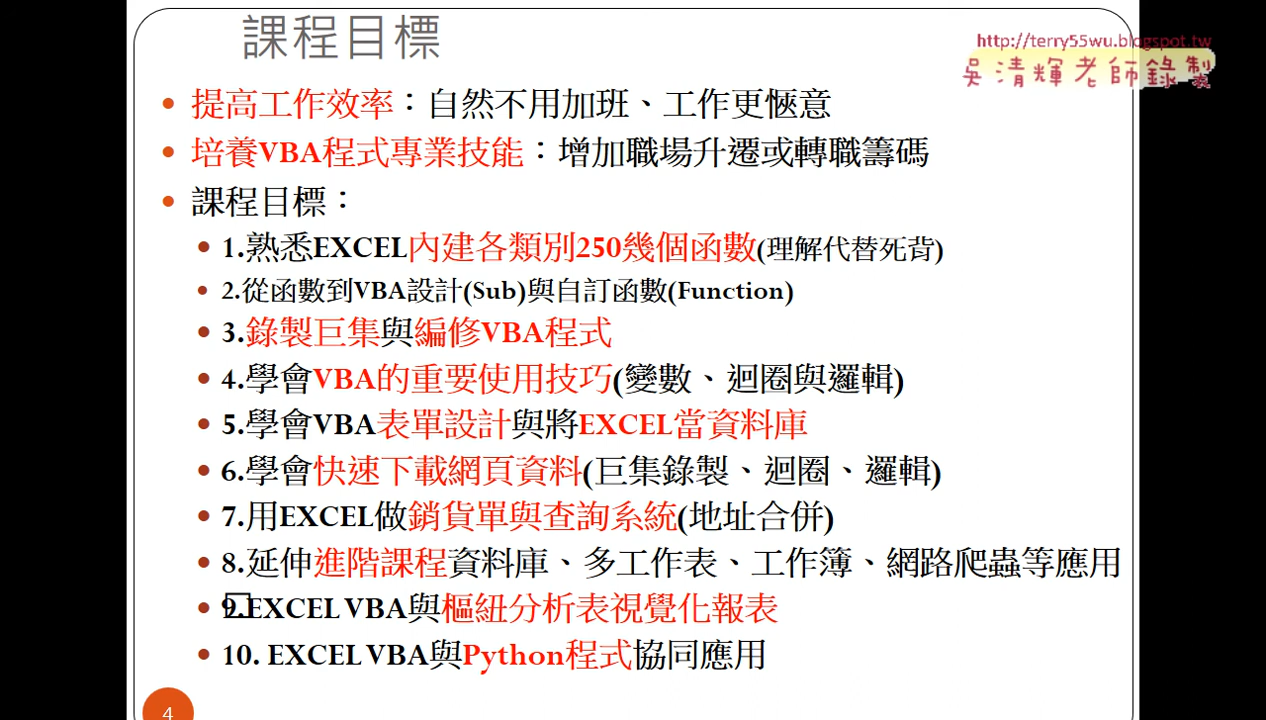 課程目標
http://terry55wu.blogspot.tw
吳清輝老師錄製
• 提高工作效率：自然不用加班、工作更愜意
• 培養VBA程式專業技能：增加職場升遷或轉職籌碼
• 課程目標：
• 1.熟悉EXCEL內建各類別250幾個函數(理解代替死背)
• 2.從函數到VBA設計(Sub)與自訂函數(Function)
• 3.錄製巨集與編修VBA程式
• 4.學會VBA的重要使用技巧(變數、迴圈與邏輯)
• 5.學會VBA表單設計與將EXCEL當資料庫
• 6.學會快速下載網頁資料(巨集錄製、迴圈、邏輯)
• 7.用EXCEL做銷貨單與查詢系統(地址合併)
• 8.延伸進階課程資料庫、多工作表、工作簿、網路爬蟲等應用
• 9.EXCEL VBA與樞紐分析表視覺化報表
• 10. EXCEL VBA與Python程式協同應用
4